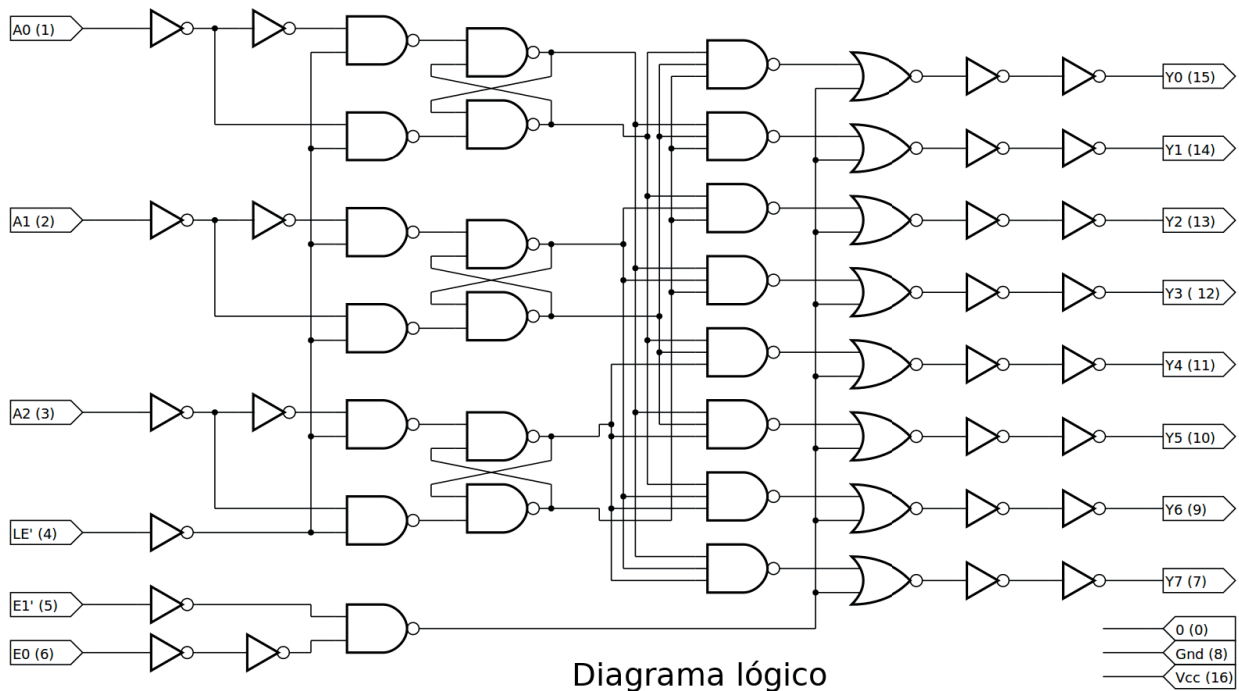 A0 (1)
A1 (2)
A2 (3)
LE' (4)
E1' (5)
E0 (6)
Y0 (15)
Y1 (14)
Y2 (13)
Y3 ( 12)
Y4 (11)
Y5 (10)
Y6 (9)
Y7 (7)
0 (0)
Gnd (8)
Vcc (16)
Diagrama lógico